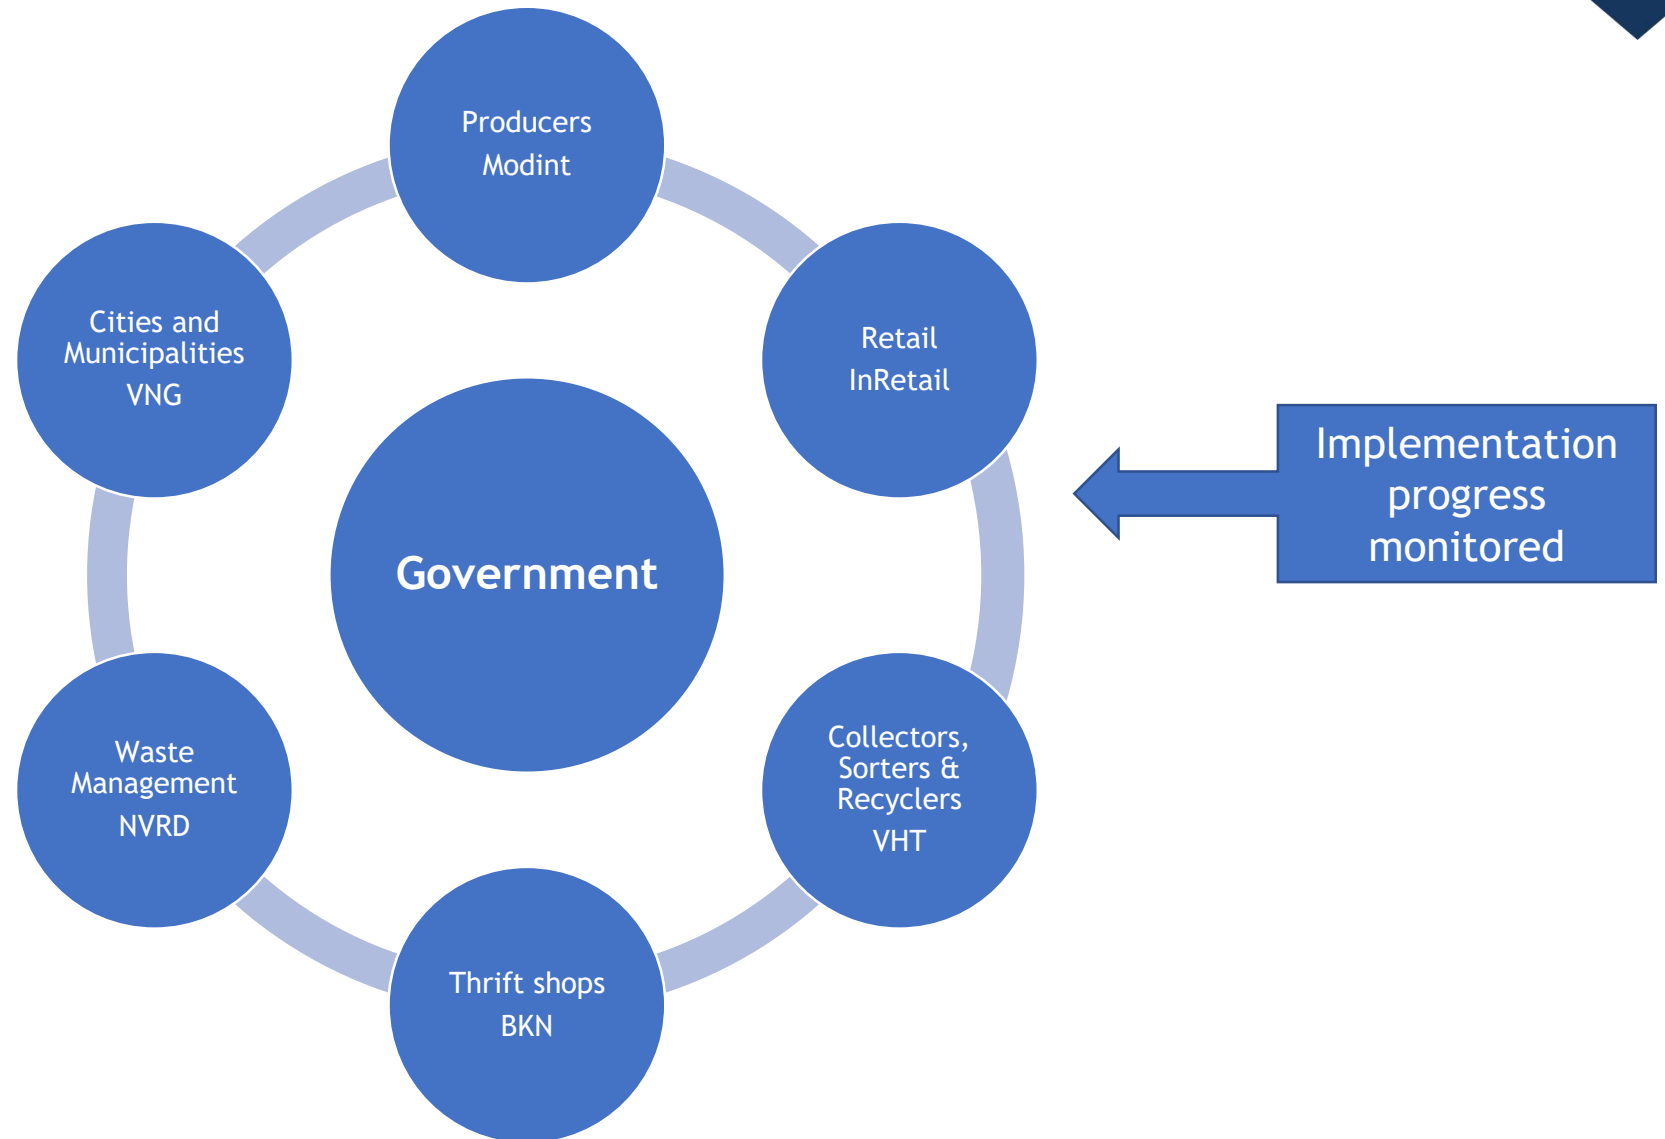 Producers
Modint
Cities and
Municipalities
VNG
Retail
InRetail
Government
Implementation
progress
monitored
Waste
Management
NVRD
Collectors,
Sorters &
Recyclers
VHT
Thrift shops
BKN